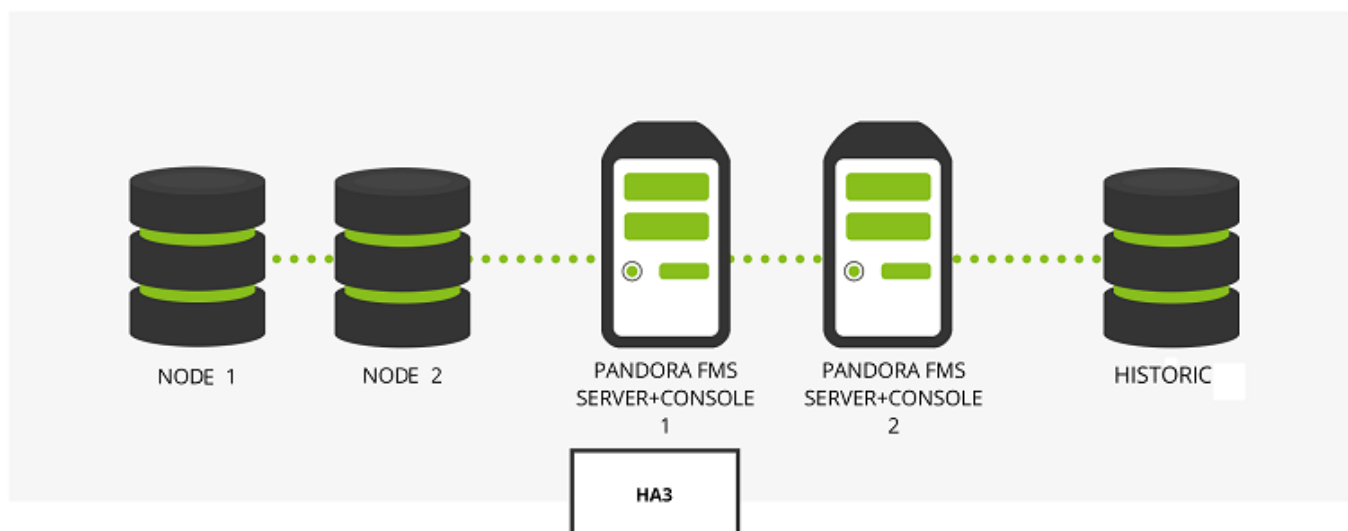 NODE 1
NODE 2
PANDORA FMS
SERVER+CONSOLE
1
PANDORA FMS
SERVER+CONSOLE
2
HISTORIC
HA3